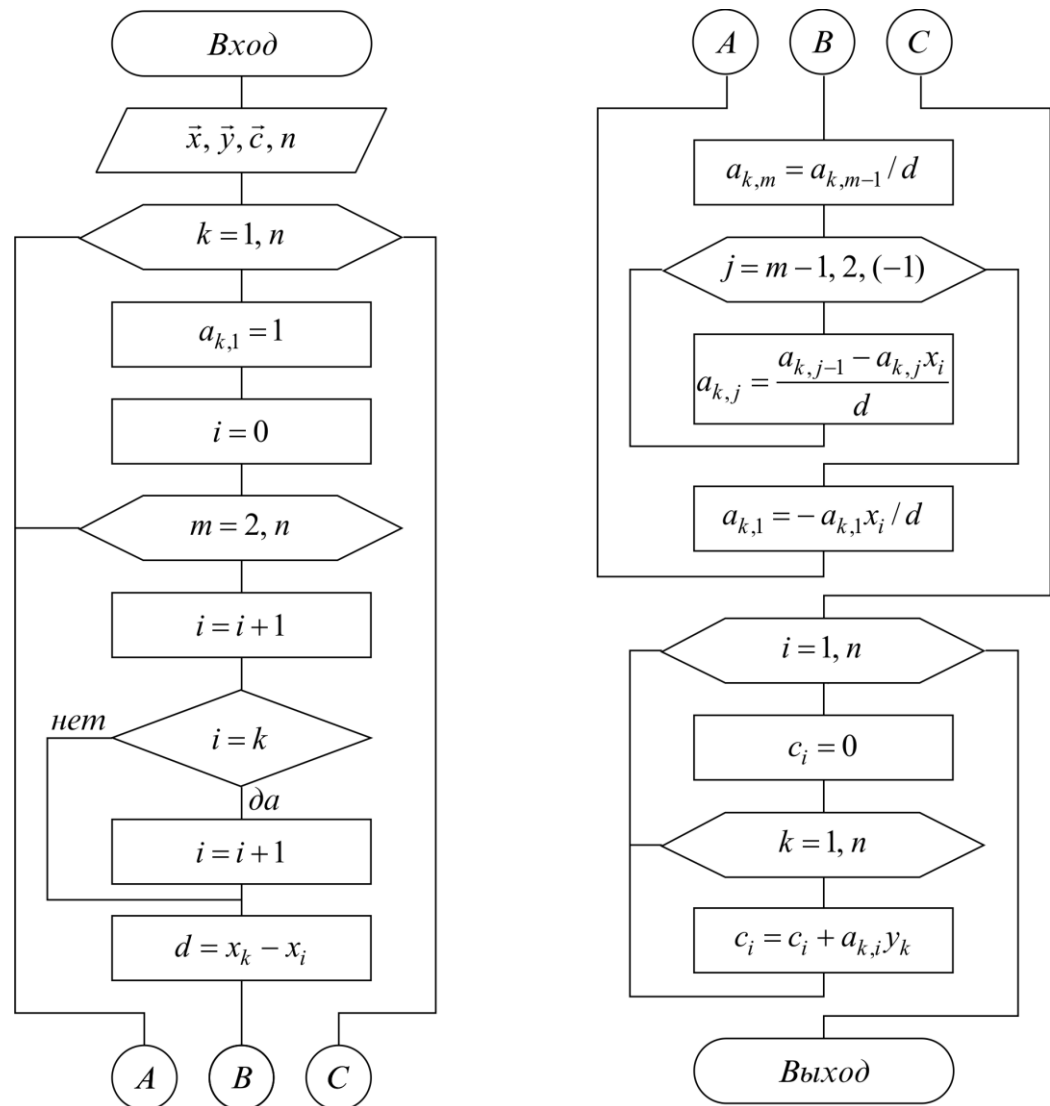 Вход
x⃗, y⃗, c⃗, n
k = 1, n
a_{k,1} = 1
i = 0
m = 2, n
i = i + 1
нет
i = k
да
i = i + 1
d = x_k − x_i
A B C
A B C
a_{k,m} = a_{k,m−1} / d
j = m − 1, 2, (−1)
a_{k,j} = \frac{a_{k,j−1} − a_{k,j} x_i}{d}
a_{k,1} = − a_{k,1} x_i / d
i = 1, n
c_i = 0
k = 1, n
c_i = c_i + a_{k,i} y_k
Выход